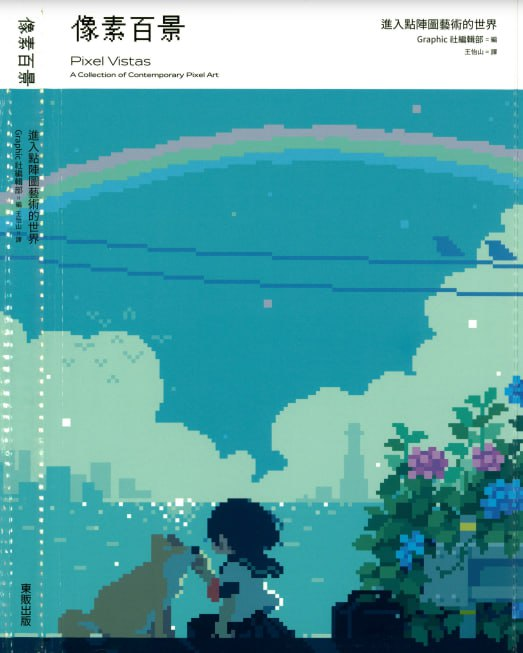 像素百景
Pixel Vistas
A Collection of Contemporary Pixel Art
進入點陣圖藝術的世界
Graphic 社編輯部 = 編
王怡山 = 譯
像素百景
進入點陣圖藝術的世界
Graphic 社編輯部 = 編 王怡山 = 譯
東販出版